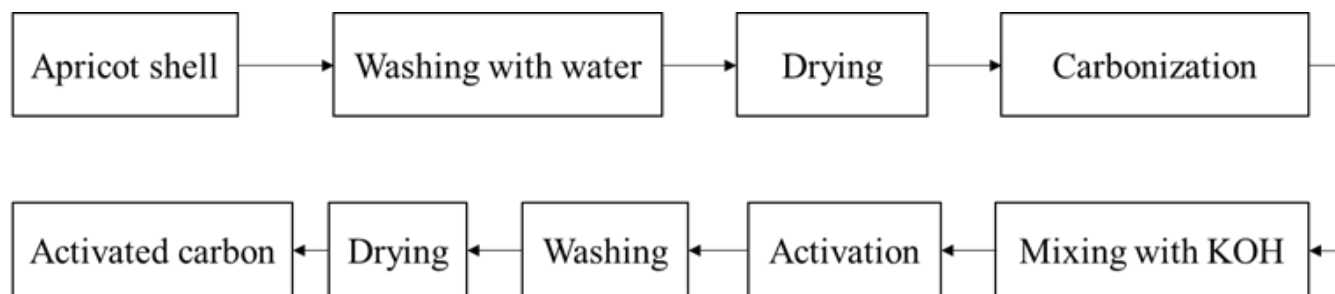 Apricot shell
Washing with water
Drying
Carbonization
Mixing with KOH
Activation
Washing
Drying
Activated carbon